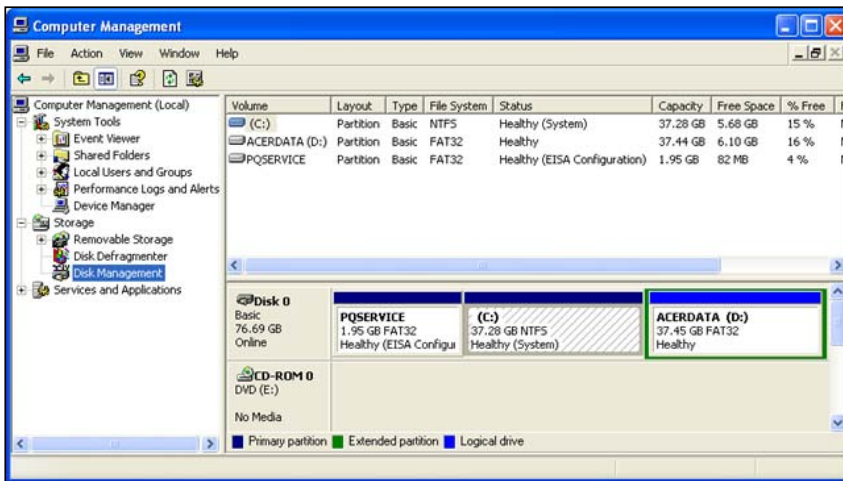 Computer Management
File Action View Window Help
Computer Management (Local)
System Tools
Event Viewer
Shared Folders
Local Users and Groups
Performance Logs and Alerts
Device Manager
Storage
Removable Storage
Disk Defragmenter
Disk Management
Services and Applications
Volume Layout Type File System Status Capacity Free Space % Free
(C:) Partition Basic NTFS Healthy (System) 37.28 GB 5.68 GB 15 %
ACERDATA (D:) Partition Basic FAT32 Healthy 37.44 GB 6.10 GB 16 %
PQSERVICE Partition Basic FAT32 Healthy (EISA Configuration) 1.95 GB 82 MB 4 %
Disk 0
Basic
76.69 GB
Online
PQSERVICE
1.95 GB FAT32
Healthy (EISA Configur
(C:)
37.28 GB NTFS
Healthy (System)
ACERDATA (D:)
37.45 GB FAT32
Healthy
CD-ROM 0
DVD (E:)
No Media
Primary partition Extended partition Logical drive